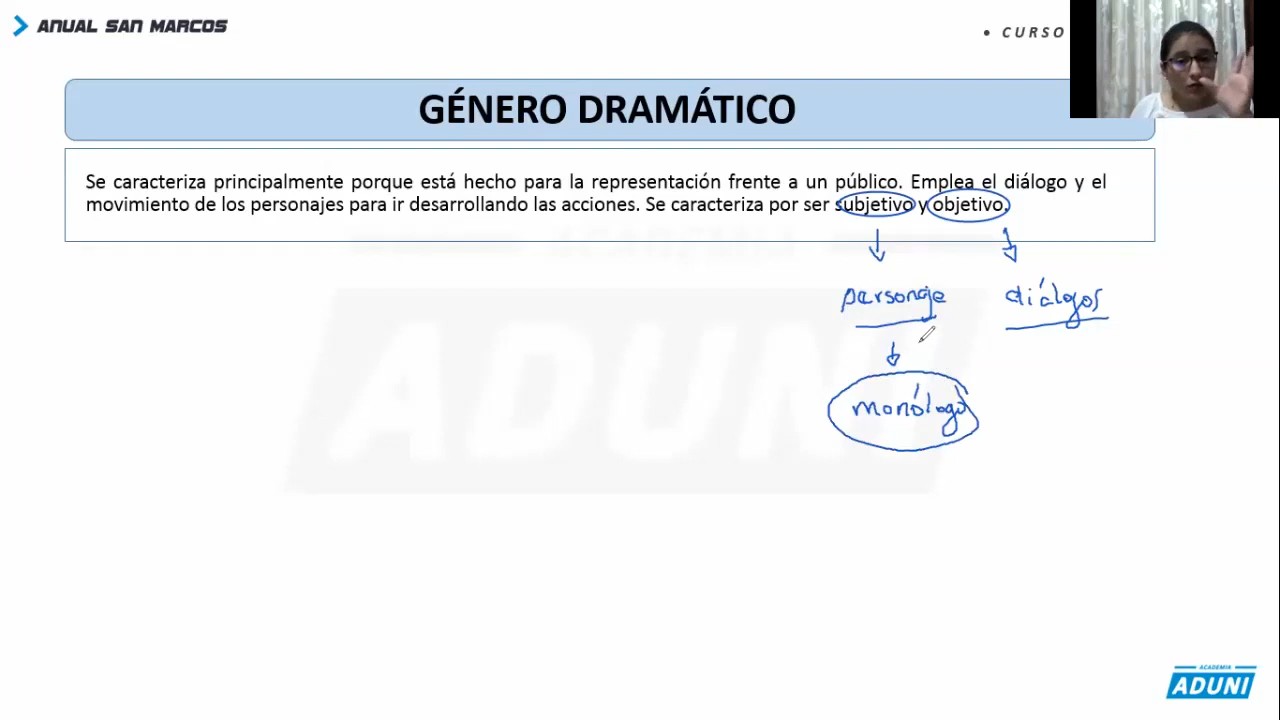 ANUAL SAN MARCOS
• CURSO
GÉNERO DRAMÁTICO
Se caracteriza principalmente porque está hecho para la representación frente a un público. Emplea el diálogo y el
movimiento de los personajes para ir desarrollando las acciones. Se caracteriza por ser subjetivo y objetivo.
personaje diálogos
monólogo
ADUNI
ACADEMIA
ADUNI